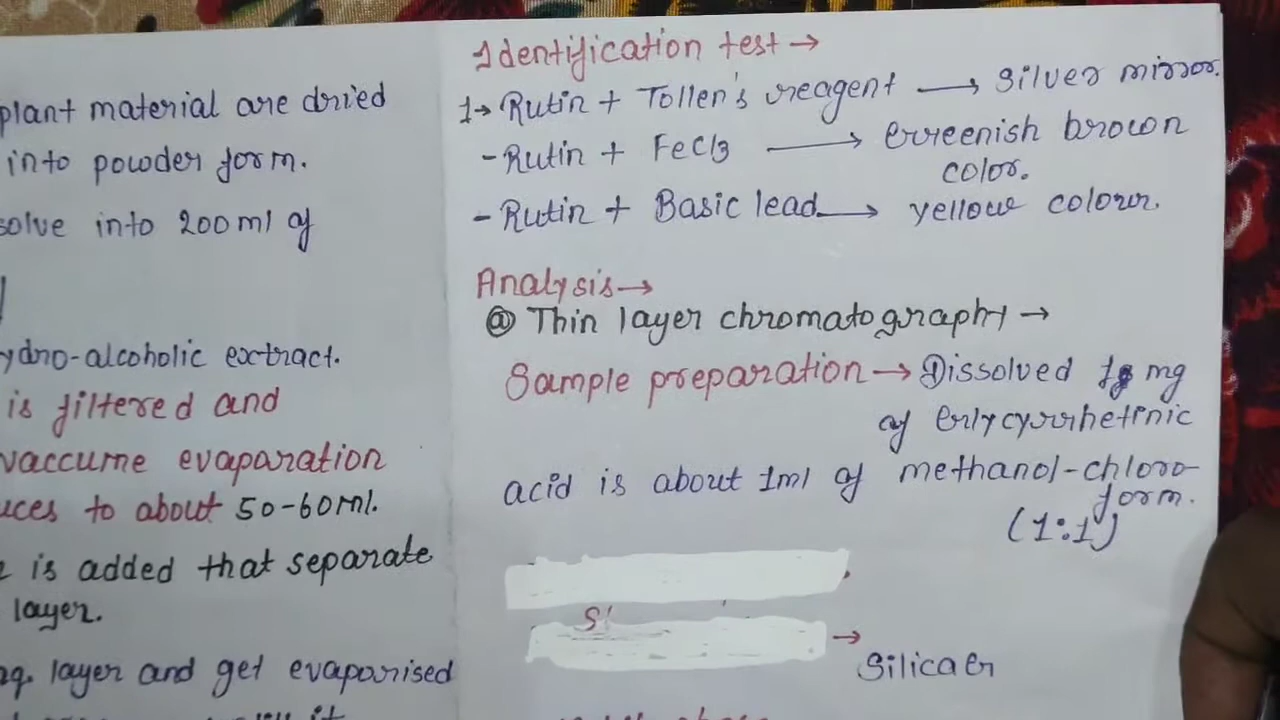 plant material are dried
into powder form.
solve into 200ml of
ydro-alcoholic extract.
is filtered and
vaccume evaparation
uces to about 50-60ml.
is added that separate
layer.
aq. layer and get evaporised
it
Identification test →
1→ Rutin + Tollen's reagent → Silver mirror.
- Rutin + FeCl3 → Greenish brown
color.
- Rutin + Basic lead → yellow colour.
Analysis →
@ Thin layer chromatography →
Sample preparation → Dissolved mg
of Glycyrrhetinic
acid is about 1ml of methanol-chloro-
form.
(1:1)
→
Silica G